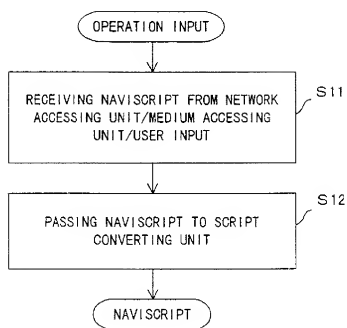 OPERATION INPUT
RECEIVING NAVISCRIPT FROM NETWORK
ACCESSING UNIT/MEDIUM ACCESSING
UNIT/USER INPUT
S11
PASSING NAVISCRIPT TO SCRIPT
CONVERTING UNIT
S12
NAVISCRIPT